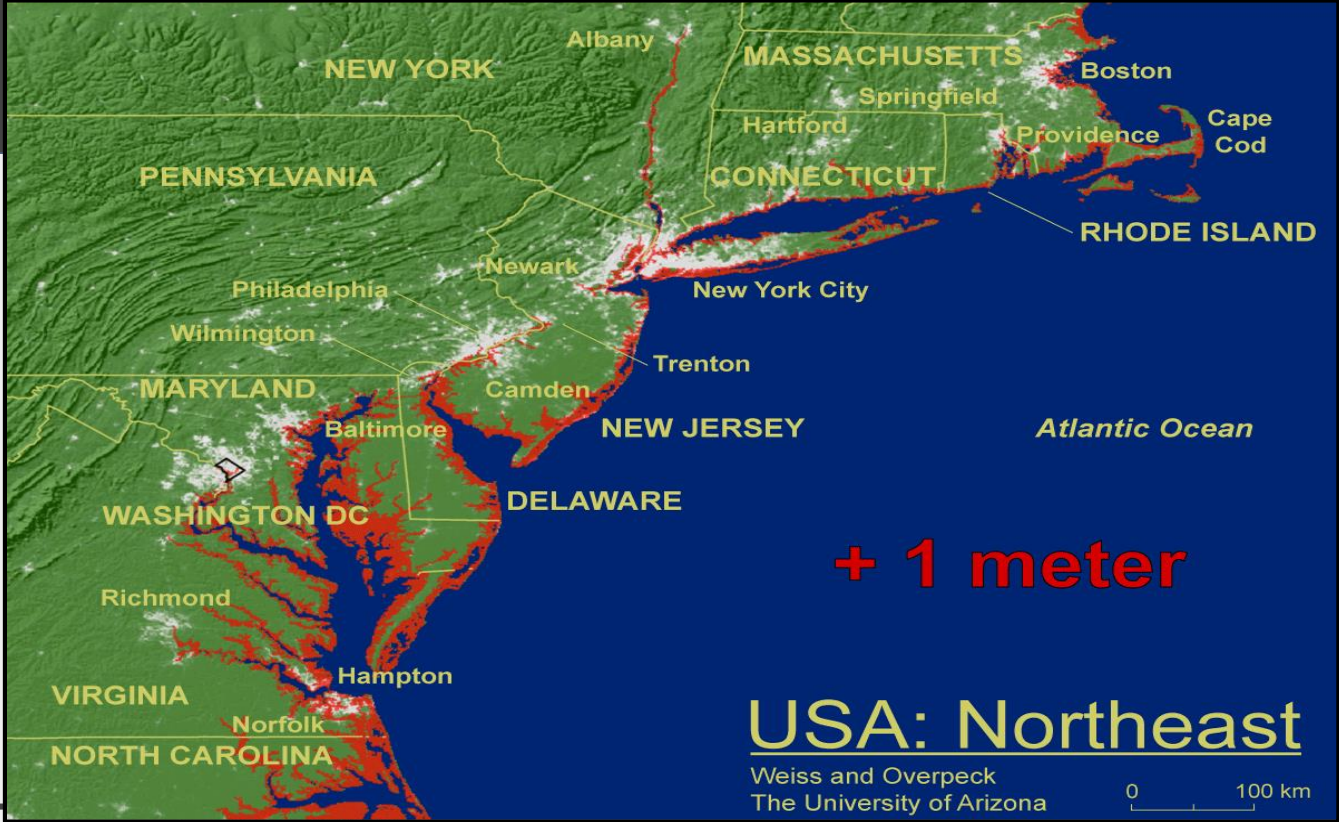 Albany
NEW YORK
MASSACHUSETTS
Boston
Springfield
Cape
Cod
Hartford
Providence
PENNSYLVANIA
CONNECTICUT
RHODE ISLAND
Newark
Philadelphia
New York City
Wilmington
Trenton
MARYLAND
Camden
Baltimore
NEW JERSEY
Atlantic Ocean
DELAWARE
WASHINGTON DC
+ 1 meter
Richmond
Hampton
VIRGINIA
Norfolk
NORTH CAROLINA
USA: Northeast
Weiss and Overpeck
The University of Arizona
0 100 km